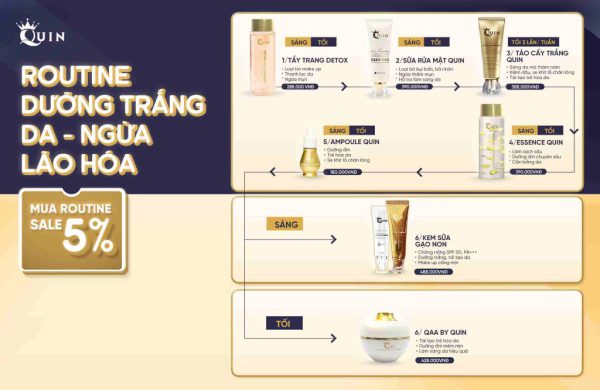 QUIN
ROUTINE
DƯỠNG TRẮNG
DA - NGỪA
LÃO HÓA
MUA ROUTINE
SALE 5%
SÁNG TỐI
1/TẨY TRANG DETOX
• Loại bỏ make up
• Thanh lọc da
• Ngừa mụn
388.000 VNĐ
SÁNG TỐI
2/SỮA RỬA MẶT QUIN
• Loại bỏ bụi bẩn, bã nhờn
• Ngừa thâm mụn
• Hỗ trợ làm sáng da
390.000VNĐ
TỐI 3 LẦN/ TUẦN
3/ TẢO CẤY TRẮNG
QUIN
• Sáng da mờ thâm nám
• Kiềm dầu, se khít lỗ chân lông
• Tái tạo trẻ hóa da
388.000VNĐ
SÁNG TỐI
4/ESSENCE QUIN
• Làm sạch sâu
• Dưỡng ẩm chuyên sâu
• Cân bằng da
390.000VNĐ
SÁNG TỐI
5/AMPOULE QUIN
• Dưỡng ẩm
• Trẻ hóa da
• Se khít lỗ chân lông
180.000VNĐ
SÁNG
6/KEM SỮA
GẠO NON
• Chống nắng SPF 50, PA+++
• Dưỡng trắng, tái tạo da
• Make up sáng mịn
488.000VNĐ
TỐI
6/ QAA BY QUIN
• Tái tạo trẻ hóa da
• Dưỡng ẩm mềm mịn
• Làm sáng da hiệu quả
428.000VNĐ